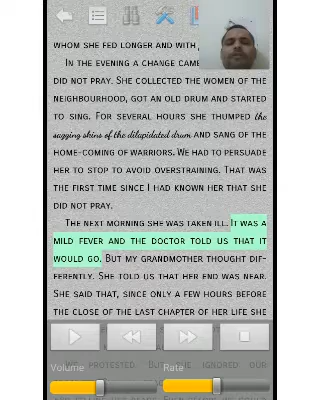 WHOM SHE FED LONGER AND WITH
IN THE EVENING A CHANGE CAME
DID NOT PRAY. SHE COLLECTED THE WOMEN OF THE
NEIGHBOURHOOD, GOT AN OLD DRUM AND STARTED
TO SING. FOR SEVERAL HOURS SHE THUMPED the
sagging skins of the dilapidated drum AND SANG OF THE
HOME-COMING OF WARRIORS. WE HAD TO PERSUADE
HER TO STOP TO AVOID OVERSTRAINING. THAT WAS
THE FIRST TIME SINCE I HAD KNOWN HER THAT SHE
DID NOT PRAY.
THE NEXT MORNING SHE WAS TAKEN ILL. IT WAS A
MILD FEVER AND THE DOCTOR TOLD US THAT IT
WOULD GO. BUT MY GRANDMOTHER THOUGHT DIF-
FERENTLY. SHE TOLD US THAT HER END WAS NEAR.
SHE SAID THAT, SINCE ONLY A FEW HOURS BEFORE
THE CLOSE OF THE LAST CHAPTER OF HER LIFE SHE
WE PROTESTED. BUT SHE IGNORED OUR
Volume
Rate